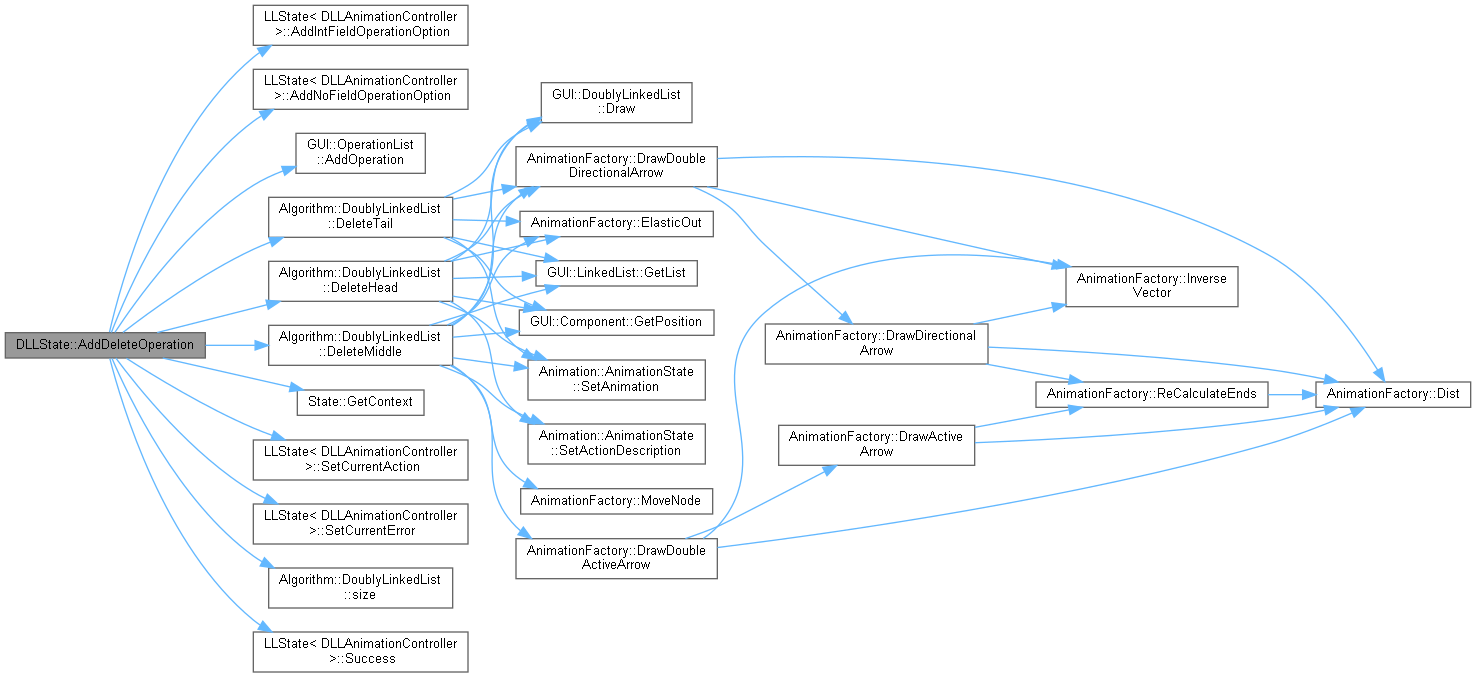 DLLState::AddDeleteOperation
LLState< DLLAnimationController
>::AddIntFieldOperationOption
LLState< DLLAnimationController
>::AddNoFieldOperationOption
GUI::OperationList
::AddOperation
Algorithm::DoublyLinkedList
::DeleteTail
Algorithm::DoublyLinkedList
::DeleteHead
Algorithm::DoublyLinkedList
::DeleteMiddle
State::GetContext
LLState< DLLAnimationController
>::SetCurrentAction
LLState< DLLAnimationController
>::SetCurrentError
Algorithm::DoublyLinkedList
::size
LLState< DLLAnimationController
>::Success
GUI::DoublyLinkedList
::Draw
AnimationFactory::DrawDouble
DirectionalArrow
AnimationFactory::ElasticOut
GUI::LinkedList::GetList
GUI::Component::GetPosition
Animation::AnimationState
::SetAnimation
Animation::AnimationState
::SetActionDescription
AnimationFactory::MoveNode
AnimationFactory::DrawDouble
ActiveArrow
AnimationFactory::DrawDirectional
Arrow
AnimationFactory::DrawActive
Arrow
AnimationFactory::Inverse
Vector
AnimationFactory::ReCalculateEnds
AnimationFactory::Dist